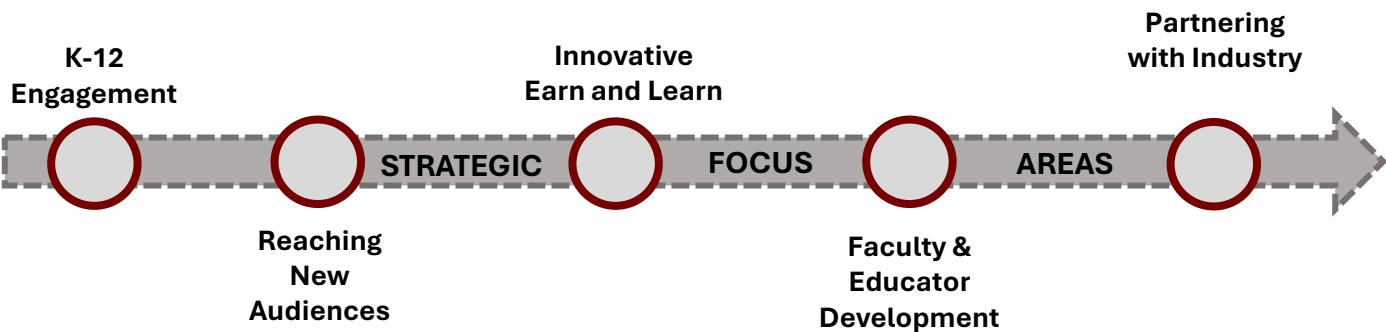 K-12
Engagement
Reaching
New
Audiences
Innovative
Earn and Learn
Faculty &
Educator
Development
Partnering
with Industry
STRATEGIC
FOCUS
AREAS